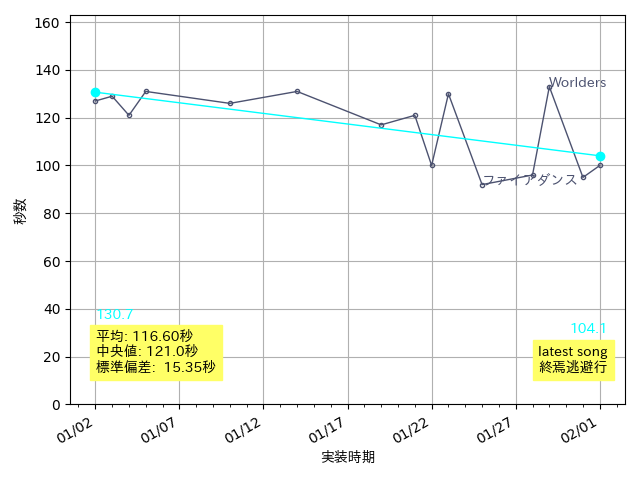 160
140
120
100
80
60
40
20
0
秒数
Worlders
ファイアダンス
130.7
平均: 116.60秒
中央値: 121.0秒
標準偏差: 15.35秒
104.1
latest song
終焉逃避行
01/02
01/07
01/12
01/17
01/22
01/27
02/01
実装時期